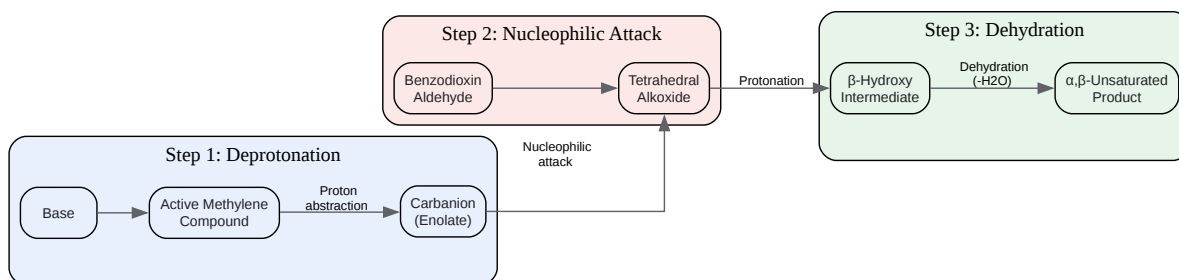 Step 1: Deprotonation
Base
Active Methylene
Compound
Proton
abstraction
Carbanion
(Enolate)
Nucleophilic
attack
Step 2: Nucleophilic Attack
Benzodioxin
Aldehyde
Tetrahedral
Alkoxide
Protonation
Step 3: Dehydration
β-Hydroxy
Intermediate
Dehydration
(-H2O)
α,β-Unsaturated
Product